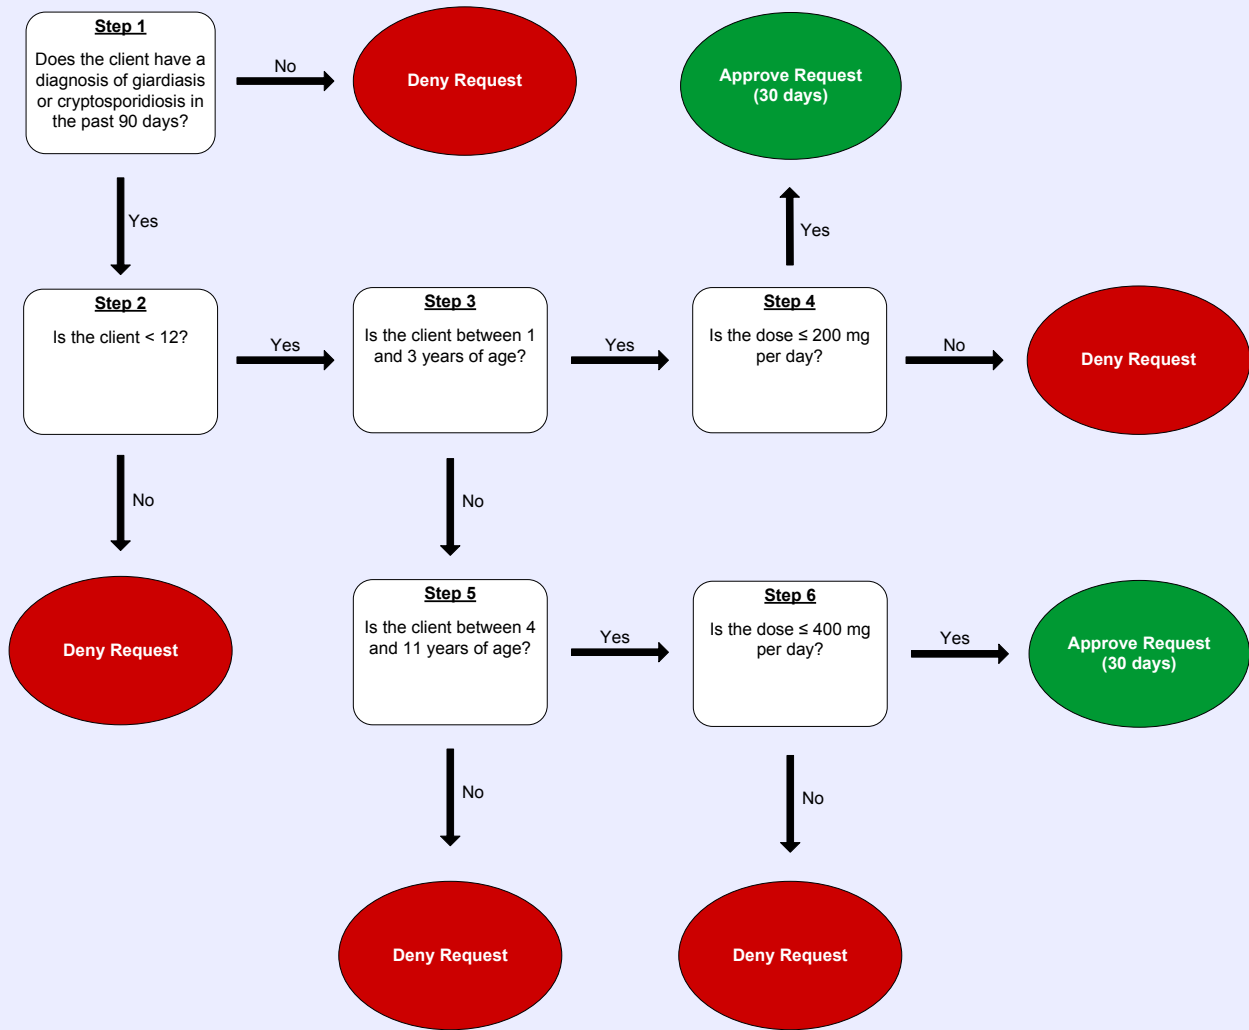 Step 1
Does the client have a
diagnosis of giardiasis
or cryptosporidiosis in
the past 90 days?
No
Deny Request
Approve Request
(30 days)
Yes
Yes
Step 2
Is the client < 12?
Yes
Step 3
Is the client between 1
and 3 years of age?
Yes
Step 4
Is the dose ≤ 200 mg
per day?
No
Deny Request
No
No
Deny Request
Step 5
Is the client between 4
and 11 years of age?
Yes
Step 6
Is the dose ≤ 400 mg
per day?
Yes
Approve Request
(30 days)
No
No
Deny Request
Deny Request